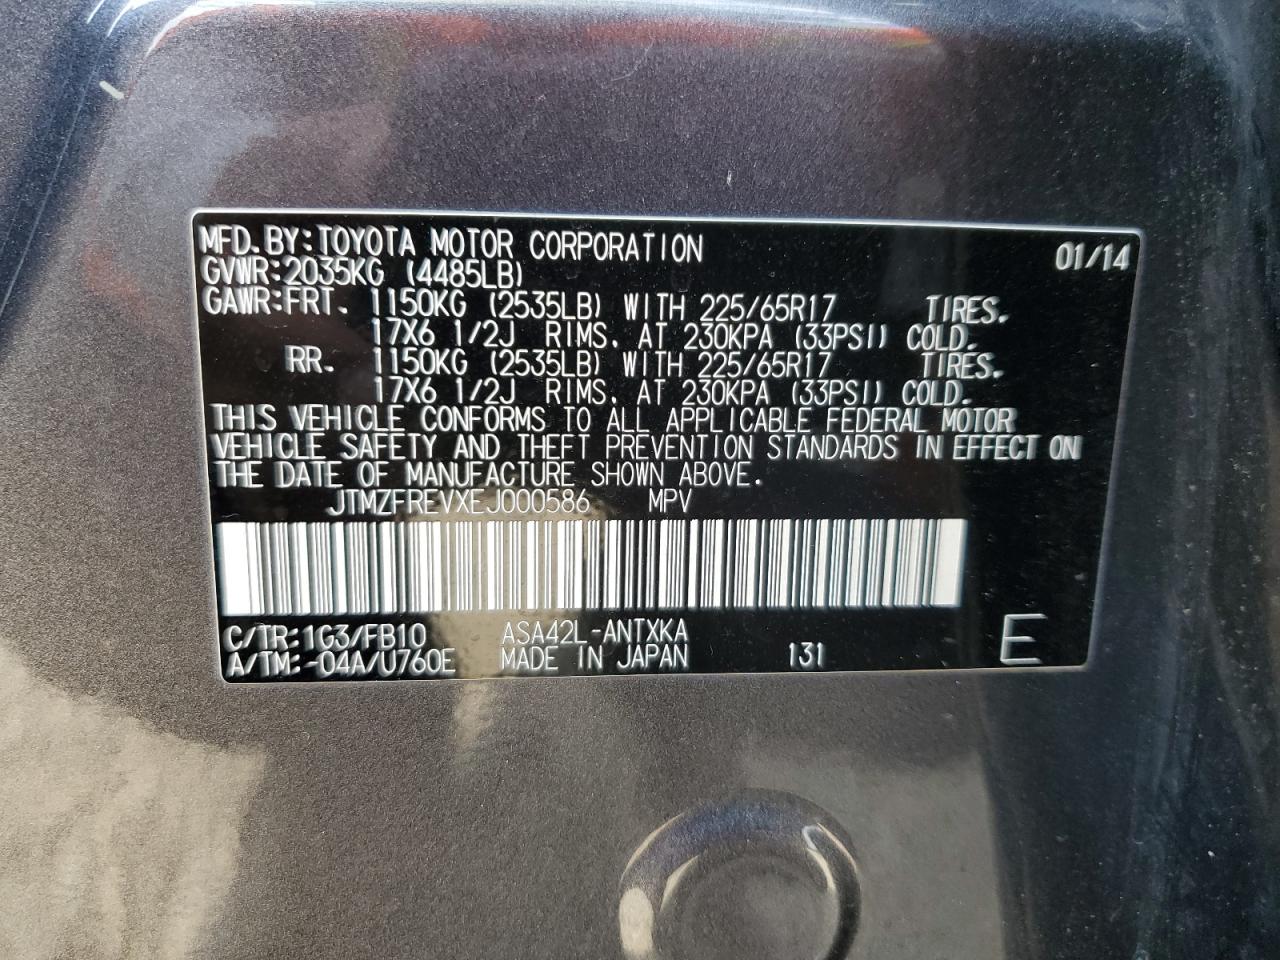 MFD.BY:TOYOTA MOTOR CORPORATION 01/14
GVWR:2035KG (4485LB)
GAWR:FRT. 1150KG (2535LB) WITH 225/65R17 TIRES.
17X6 1/2J RIMS. AT 230KPA (33PSI) COLD.
RR. 1150KG (2535LB) WITH 225/65R17 TIRES.
17X6 1/2J RIMS. AT 230KPA (33PSI) COLD.
THIS VEHICLE CONFORMS TO ALL APPLICABLE FEDERAL MOTOR
VEHICLE SAFETY AND THEFT PREVENTION STANDARDS IN EFFECT ON
THE DATE OF MANUFACTURE SHOWN ABOVE.
JTMZFREVXEJ000586 MPV
C/TR:1G3/FB10 ASA42L-ANTXKA
A/TM:-04A/U760E MADE IN JAPAN 131 E